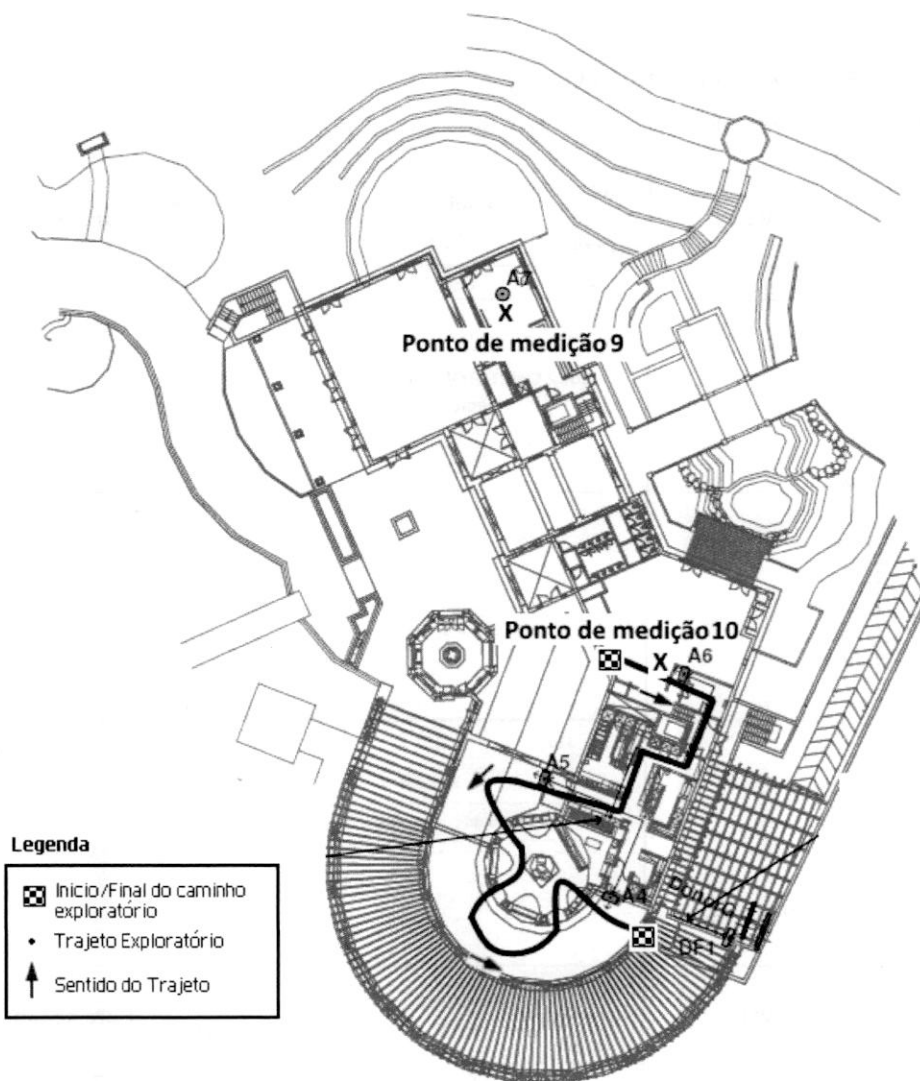 A7
X
Ponto de medição 9
Ponto de medição 10
X
A6
A5
A4
DF1
Legenda
Inicio/Final do caminho
exploratório
Trajeto Exploratório
Sentido do Trajeto